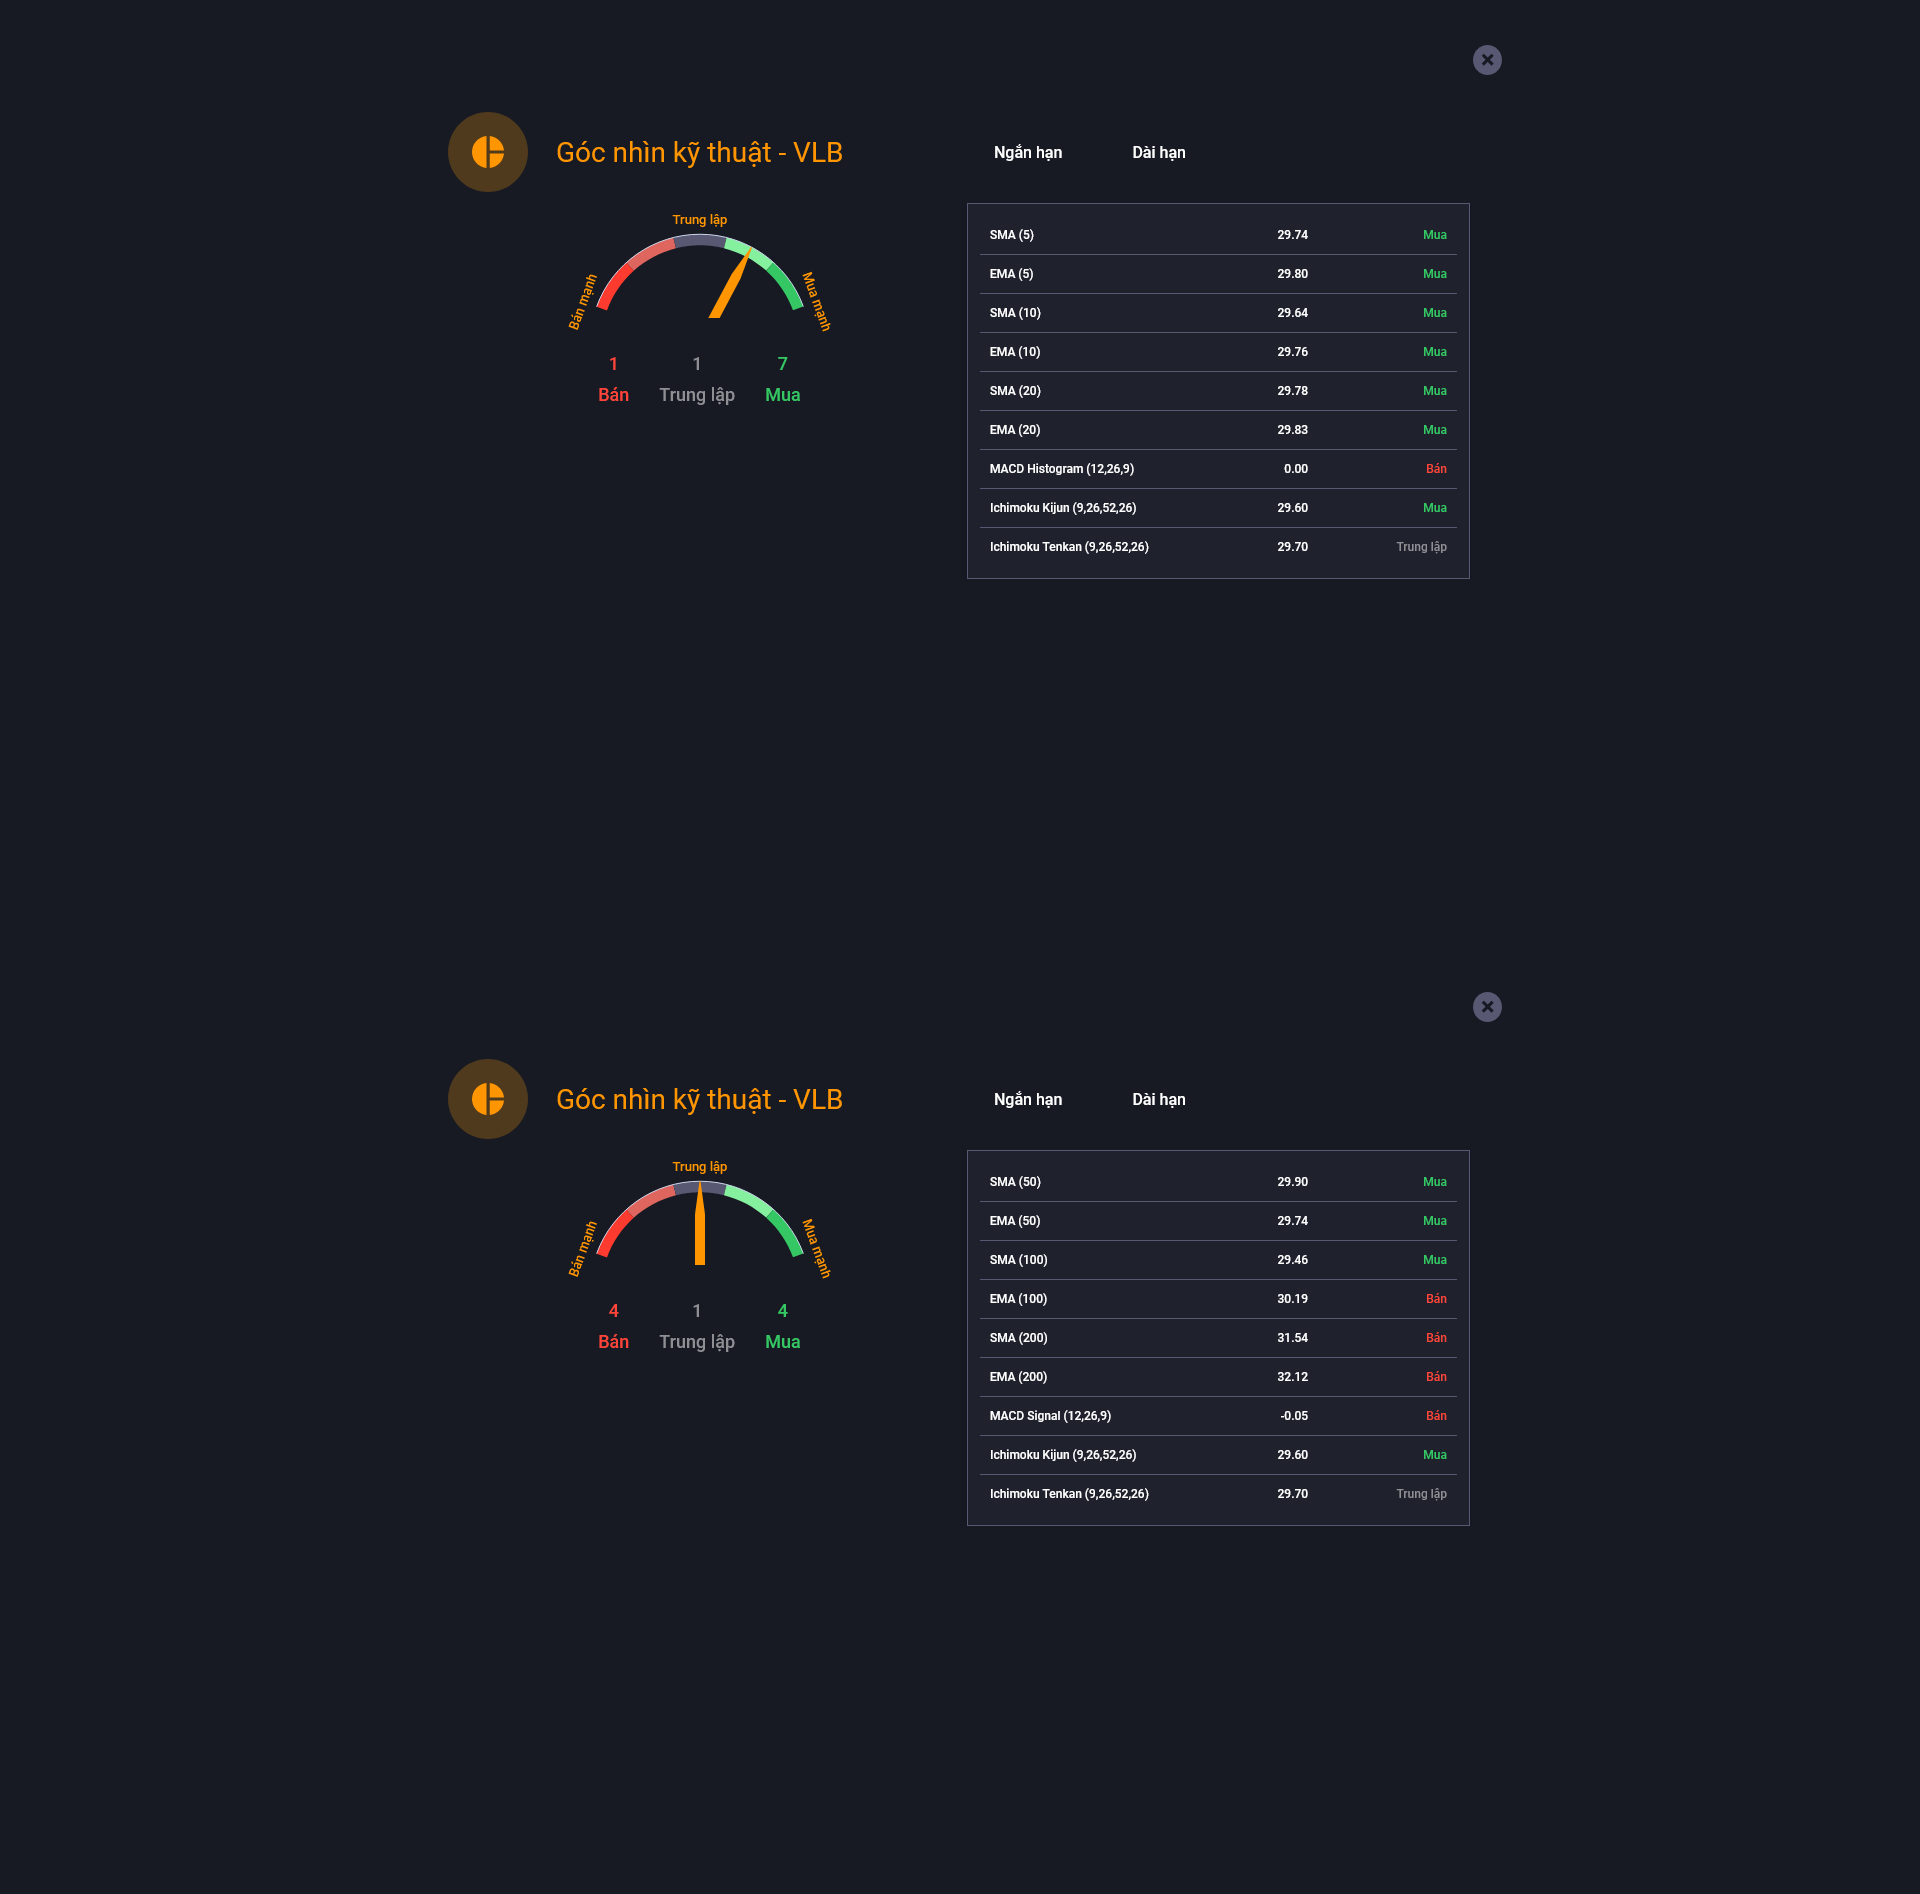 Góc nhìn kỹ thuật - VLB
Ngắn hạn Dài hạn
Trung lập
Bán mạnh
Mua mạnh
1 1 7
Bán Trung lập Mua
SMA (5) 29.74 Mua
EMA (5) 29.80 Mua
SMA (10) 29.64 Mua
EMA (10) 29.76 Mua
SMA (20) 29.78 Mua
EMA (20) 29.83 Mua
MACD Histogram (12,26,9) 0.00 Bán
Ichimoku Kijun (9,26,52,26) 29.60 Mua
Ichimoku Tenkan (9,26,52,26) 29.70 Trung lập
Góc nhìn kỹ thuật - VLB
Ngắn hạn Dài hạn
Trung lập
Bán mạnh
Mua mạnh
4 1 4
Bán Trung lập Mua
SMA (50) 29.90 Mua
EMA (50) 29.74 Mua
SMA (100) 29.46 Mua
EMA (100) 30.19 Bán
SMA (200) 31.54 Bán
EMA (200) 32.12 Bán
MACD Signal (12,26,9) -0.05 Bán
Ichimoku Kijun (9,26,52,26) 29.60 Mua
Ichimoku Tenkan (9,26,52,26) 29.70 Trung lập